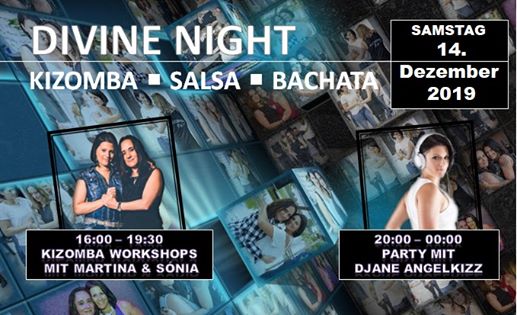 DIVINE NIGHT
KIZOMBA ▪ SALSA ▪ BACHATA
SAMSTAG
14.
Dezember
2019
16:00 – 19:30
KIZOMBA WORKSHOPS
MIT MARTINA & SÓNIA
20:00 – 00:00
PARTY MIT
DJANE ANGELKIZZ